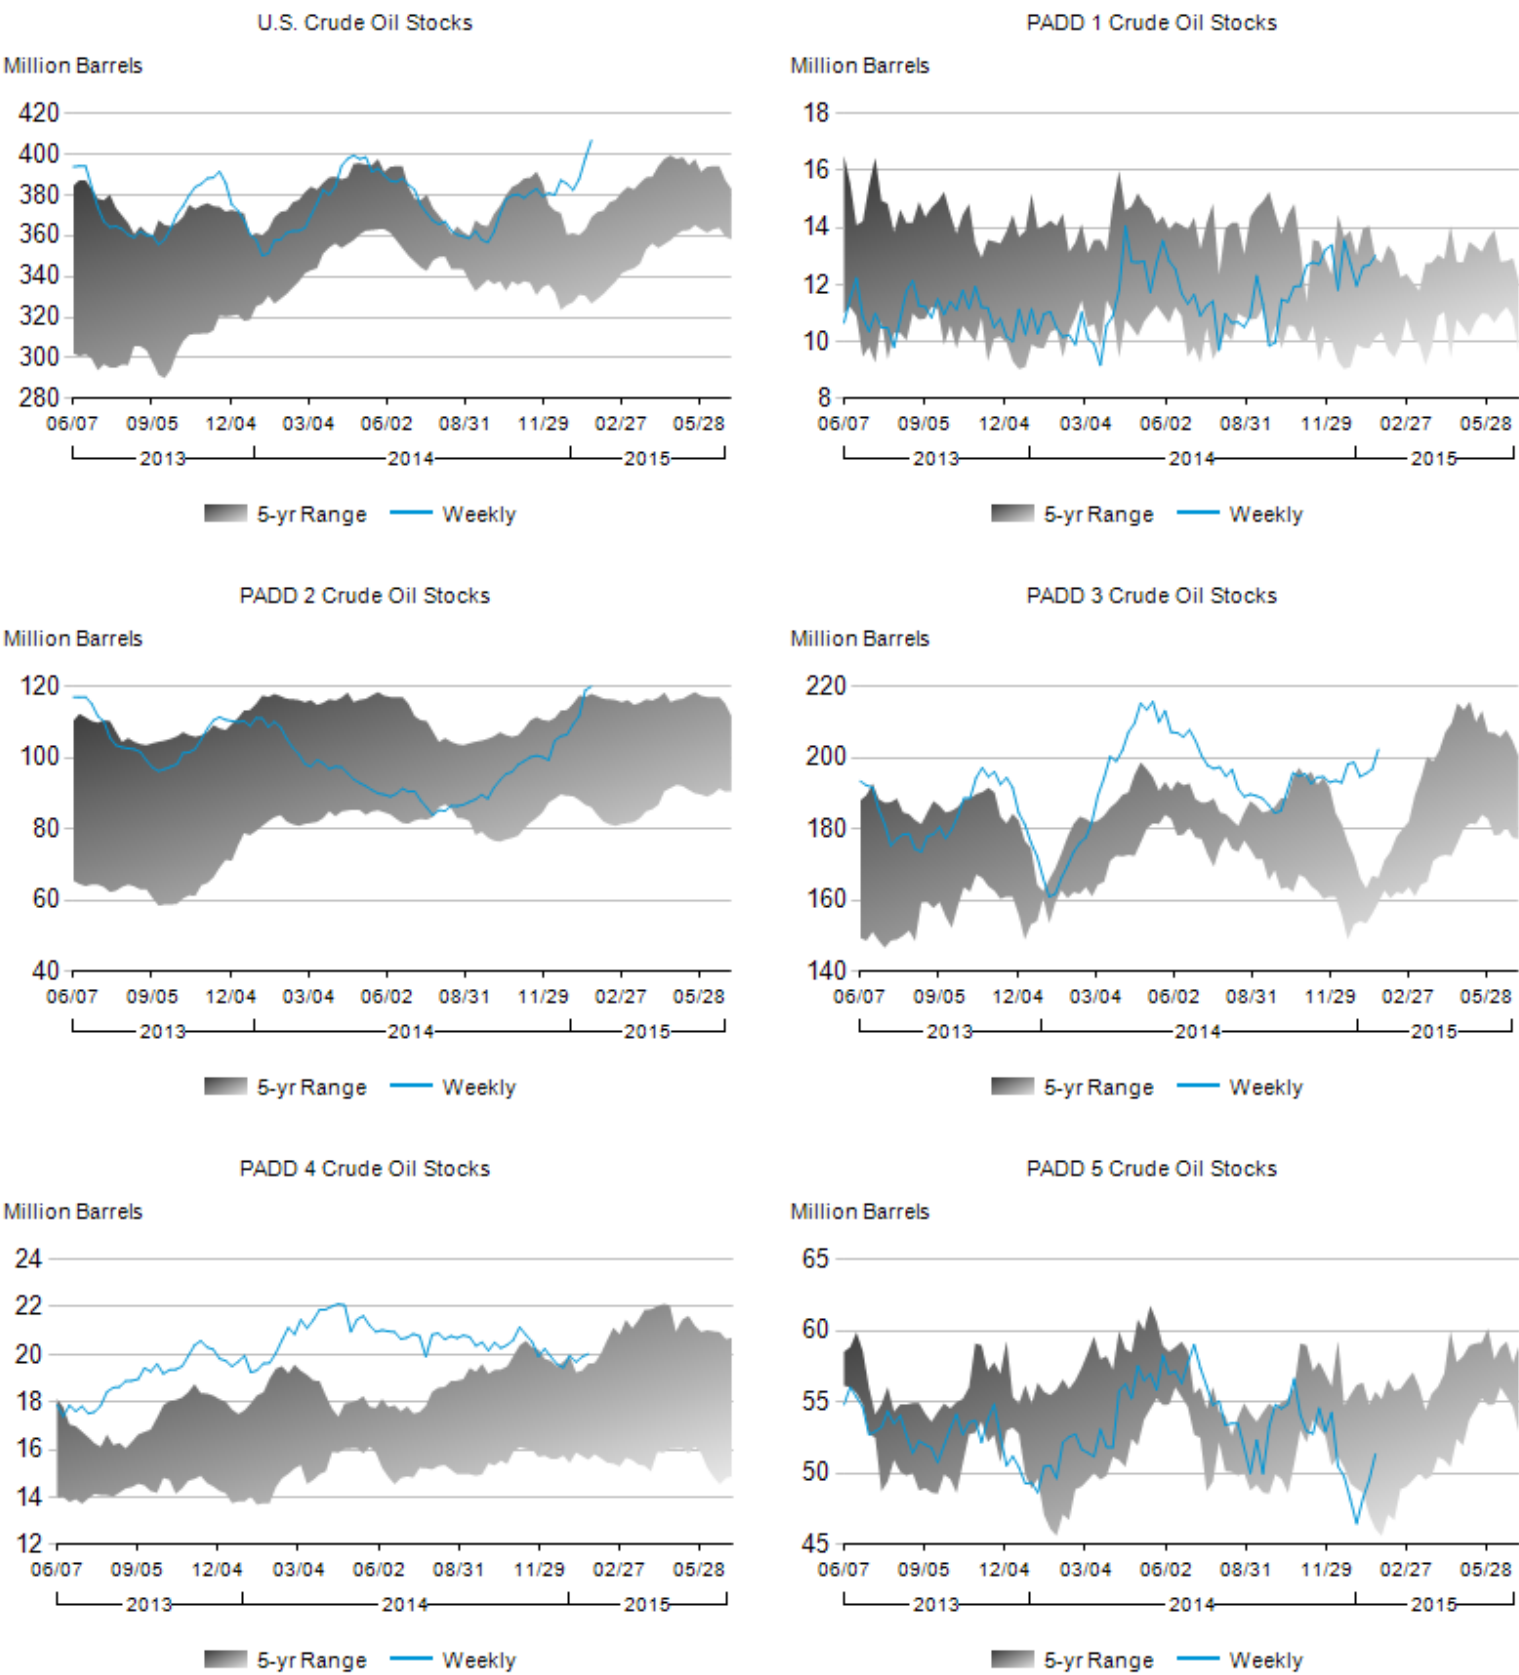 U.S. Crude Oil Stocks
Million Barrels
420
400
380
360
340
320
300
280
06/07 09/05 12/04 03/04 06/02 08/31 11/29 02/27 05/28
2013 2014 2015
5-yr Range Weekly
PADD 1 Crude Oil Stocks
Million Barrels
18
16
14
12
10
8
06/07 09/05 12/04 03/04 06/02 08/31 11/29 02/27 05/28
2013 2014 2015
5-yr Range Weekly
PADD 2 Crude Oil Stocks
Million Barrels
120
100
80
60
40
06/07 09/05 12/04 03/04 06/02 08/31 11/29 02/27 05/28
2013 2014 2015
5-yr Range Weekly
PADD 3 Crude Oil Stocks
Million Barrels
220
200
180
160
140
06/07 09/05 12/04 03/04 06/02 08/31 11/29 02/27 05/28
2013 2014 2015
5-yr Range Weekly
PADD 4 Crude Oil Stocks
Million Barrels
24
22
20
18
16
14
12
06/07 09/05 12/04 03/04 06/02 08/31 11/29 02/27 05/28
2013 2014 2015
5-yr Range Weekly
PADD 5 Crude Oil Stocks
Million Barrels
65
60
55
50
45
06/07 09/05 12/04 03/04 06/02 08/31 11/29 02/27 05/28
2013 2014 2015
5-yr Range Weekly